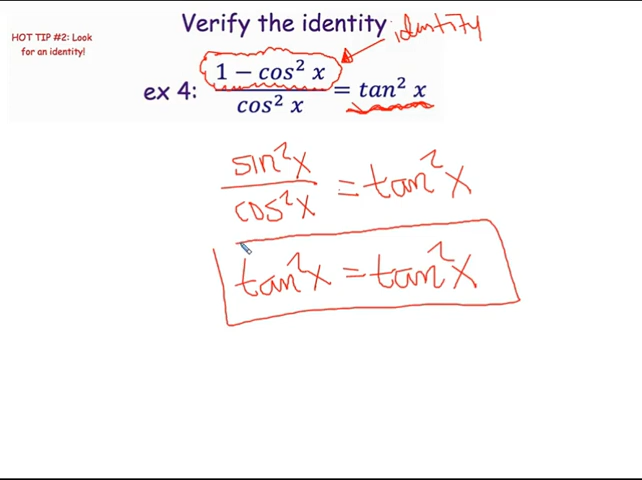 Verify the identity
identity
HOT TIP #2: Look
for an identity!
ex 4: (1 − cos² x)/(cos² x) = tan² x
sin²x/cos²x = tan²x
tan²x = tan²x